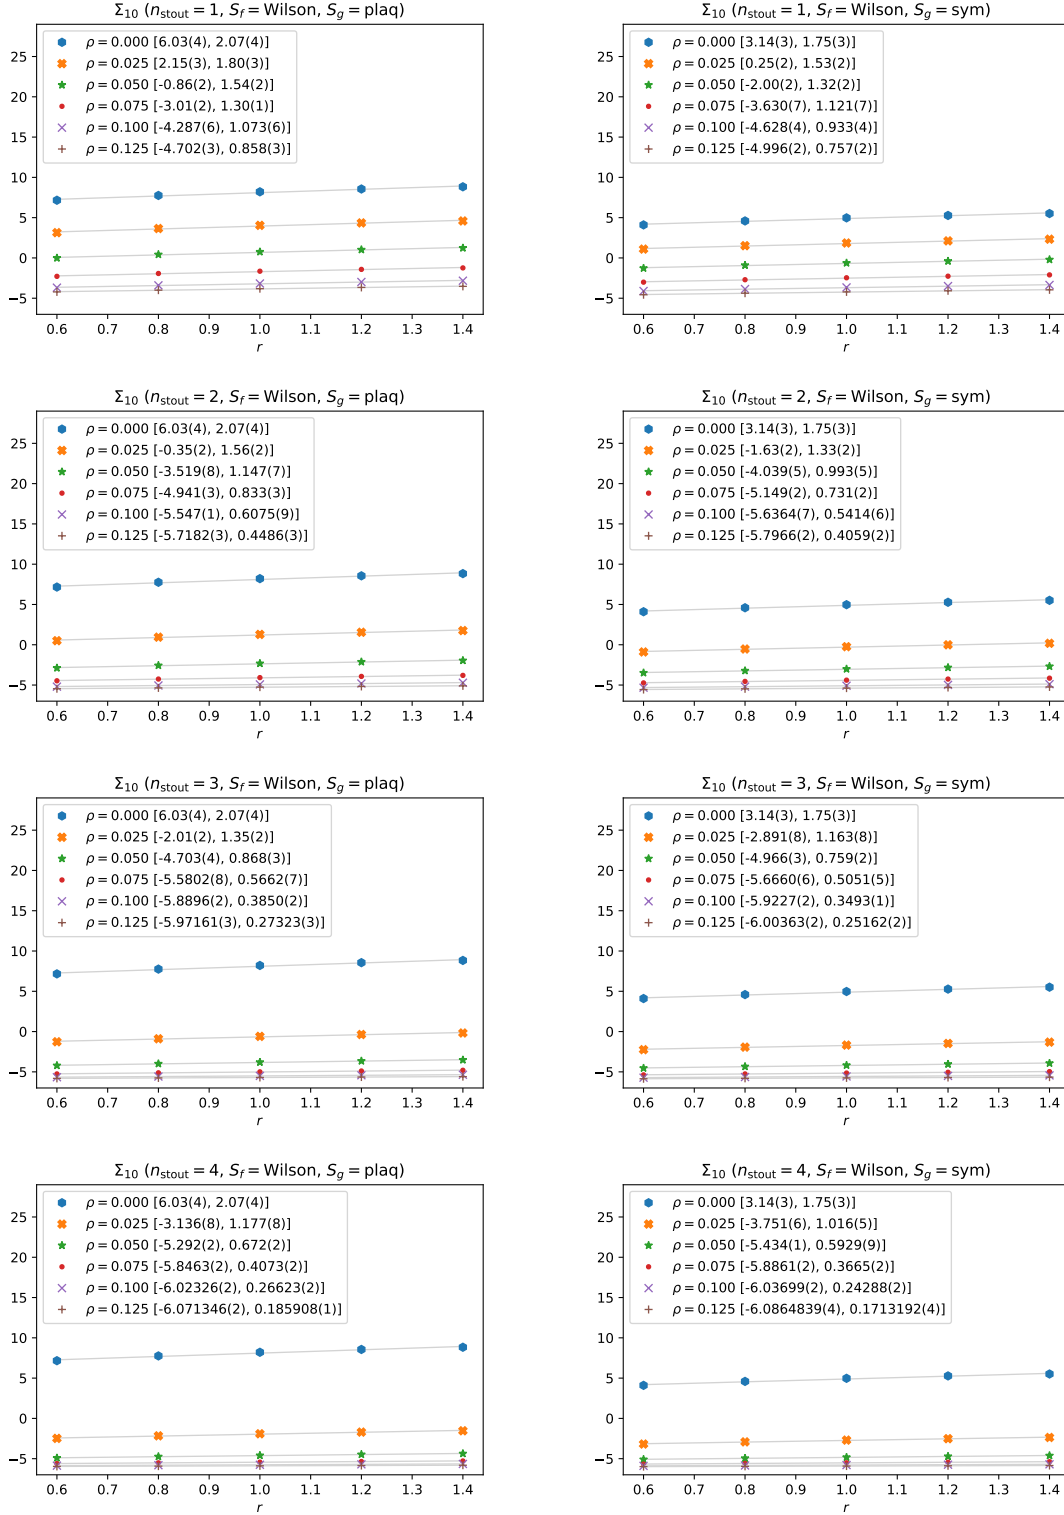 Σ10 (nstout = 1, Sf = Wilson, Sg = plaq)
ρ = 0.000 [6.03(4), 2.07(4)]
ρ = 0.025 [2.15(3), 1.80(3)]
ρ = 0.050 [-0.86(2), 1.54(2)]
ρ = 0.075 [-3.01(2), 1.30(1)]
ρ = 0.100 [-4.287(6), 1.073(6)]
ρ = 0.125 [-4.702(3), 0.858(3)]
25
20
15
10
5
0
−5
0.6 0.7 0.8 0.9 1.0 1.1 1.2 1.3 1.4
r
Σ10 (nstout = 1, Sf = Wilson, Sg = sym)
ρ = 0.000 [3.14(3), 1.75(3)]
ρ = 0.025 [0.25(2), 1.53(2)]
ρ = 0.050 [-2.00(2), 1.32(2)]
ρ = 0.075 [-3.630(7), 1.121(7)]
ρ = 0.100 [-4.628(4), 0.933(4)]
ρ = 0.125 [-4.996(2), 0.757(2)]
25
20
15
10
5
0
−5
0.6 0.7 0.8 0.9 1.0 1.1 1.2 1.3 1.4
r
Σ10 (nstout = 2, Sf = Wilson, Sg = plaq)
ρ = 0.000 [6.03(4), 2.07(4)]
ρ = 0.025 [-0.35(2), 1.56(2)]
ρ = 0.050 [-3.519(8), 1.147(7)]
ρ = 0.075 [-4.941(3), 0.833(3)]
ρ = 0.100 [-5.547(1), 0.6075(9)]
ρ = 0.125 [-5.7182(3), 0.4486(3)]
25
20
15
10
5
0
−5
0.6 0.7 0.8 0.9 1.0 1.1 1.2 1.3 1.4
r
Σ10 (nstout = 2, Sf = Wilson, Sg = sym)
ρ = 0.000 [3.14(3), 1.75(3)]
ρ = 0.025 [-1.63(2), 1.33(2)]
ρ = 0.050 [-4.039(5), 0.993(5)]
ρ = 0.075 [-5.149(2), 0.731(2)]
ρ = 0.100 [-5.6364(7), 0.5414(6)]
ρ = 0.125 [-5.7966(2), 0.4059(2)]
25
20
15
10
5
0
−5
0.6 0.7 0.8 0.9 1.0 1.1 1.2 1.3 1.4
r
Σ10 (nstout = 3, Sf = Wilson, Sg = plaq)
ρ = 0.000 [6.03(4), 2.07(4)]
ρ = 0.025 [-2.01(2), 1.35(2)]
ρ = 0.050 [-4.703(4), 0.868(3)]
ρ = 0.075 [-5.5802(8), 0.5662(7)]
ρ = 0.100 [-5.8896(2), 0.3850(2)]
ρ = 0.125 [-5.97161(3), 0.27323(3)]
25
20
15
10
5
0
−5
0.6 0.7 0.8 0.9 1.0 1.1 1.2 1.3 1.4
r
Σ10 (nstout = 3, Sf = Wilson, Sg = sym)
ρ = 0.000 [3.14(3), 1.75(3)]
ρ = 0.025 [-2.891(8), 1.163(8)]
ρ = 0.050 [-4.966(3), 0.759(2)]
ρ = 0.075 [-5.6660(6), 0.5051(5)]
ρ = 0.100 [-5.9227(2), 0.3493(1)]
ρ = 0.125 [-6.00363(2), 0.25162(2)]
25
20
15
10
5
0
−5
0.6 0.7 0.8 0.9 1.0 1.1 1.2 1.3 1.4
r
Σ10 (nstout = 4, Sf = Wilson, Sg = plaq)
ρ = 0.000 [6.03(4), 2.07(4)]
ρ = 0.025 [-3.136(8), 1.177(8)]
ρ = 0.050 [-5.292(2), 0.672(2)]
ρ = 0.075 [-5.8463(2), 0.4073(2)]
ρ = 0.100 [-6.02326(2), 0.26623(2)]
ρ = 0.125 [-6.071346(2), 0.185908(1)]
25
20
15
10
5
0
−5
0.6 0.7 0.8 0.9 1.0 1.1 1.2 1.3 1.4
r
Σ10 (nstout = 4, Sf = Wilson, Sg = sym)
ρ = 0.000 [3.14(3), 1.75(3)]
ρ = 0.025 [-3.751(6), 1.016(5)]
ρ = 0.050 [-5.434(1), 0.5929(9)]
ρ = 0.075 [-5.8861(2), 0.3665(2)]
ρ = 0.100 [-6.03699(2), 0.24288(2)]
ρ = 0.125 [-6.0864839(4), 0.1713192(4)]
25
20
15
10
5
0
−5
0.6 0.7 0.8 0.9 1.0 1.1 1.2 1.3 1.4
r